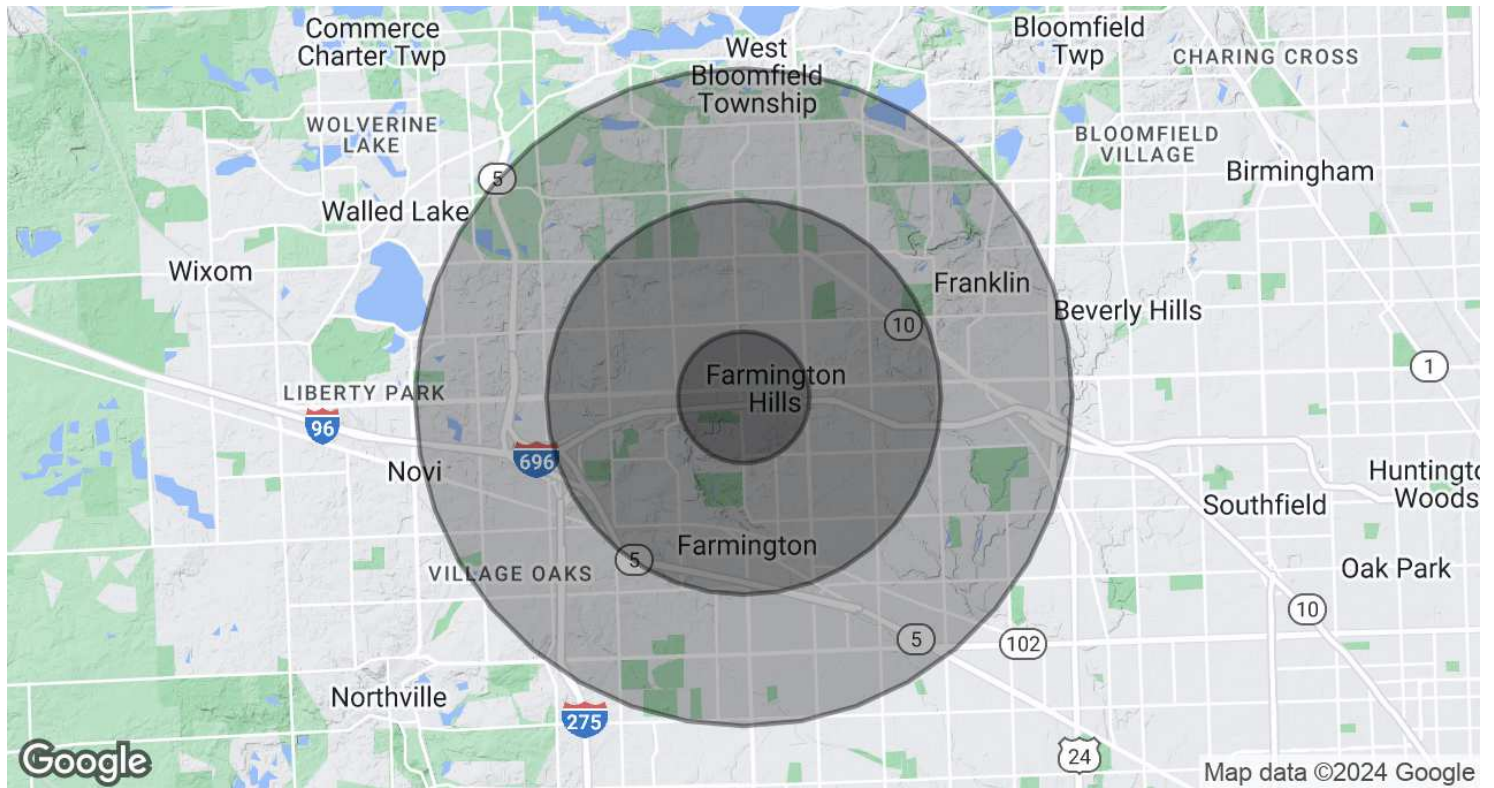 Commerce
Charter Twp
West
Bloomfield
Township
Bloomfield
Twp
CHARING CROSS
WOLVERINE
LAKE
BLOOMFIELD
VILLAGE
Birmingham
5
Walled Lake
Wixom
Franklin
Beverly Hills
10
1
Farmington
Hills
LIBERTY PARK
96
696
Novi
Huntingto
Woods
Southfield
Farmington
5
VILLAGE OAKS
Oak Park
10
5
102
Northville
275
24
Google
Map data ©2024 Google